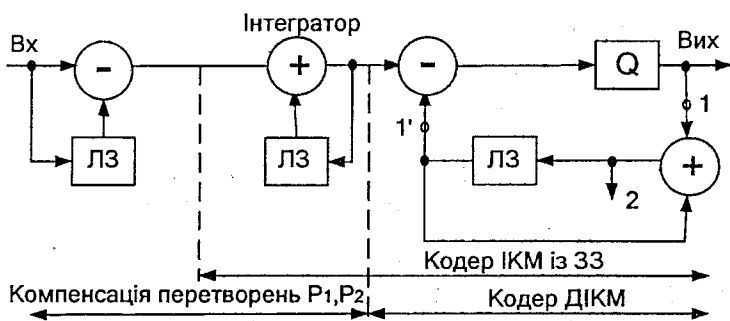 Інтегратор
Вх
Вих
-
+
-
Q
1
1'
ЛЗ
ЛЗ
ЛЗ
+
2
Кодер ІКМ із ЗЗ
Компенсація перетворень P1,P2
Кодер ДІКМ